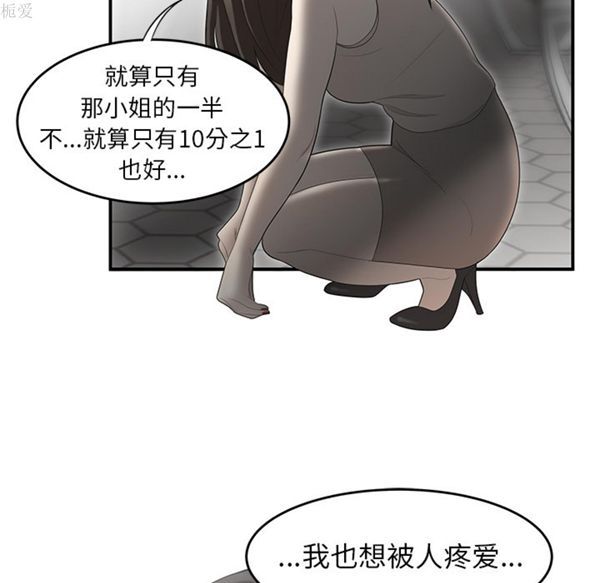 栀爱
就算只有
那小姐的一半
不...就算只有10分之1
也好...
...我也想被人疼爱...